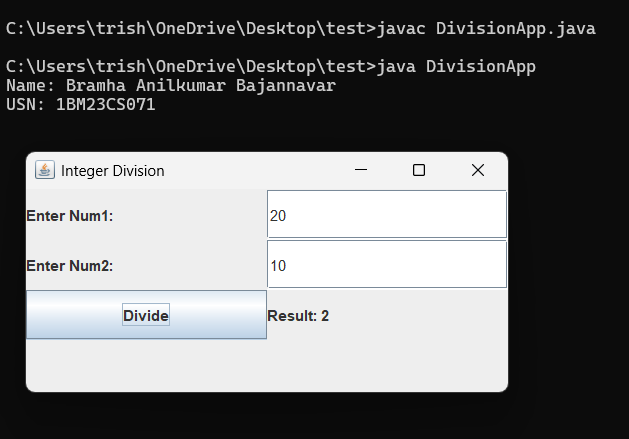 C:\Users\trish\OneDrive\Desktop\test>javac DivisionApp.java
C:\Users\trish\OneDrive\Desktop\test>java DivisionApp
Name: Bramha Anilkumar Bajannavar
USN: 1BM23CS071
Integer Division
Enter Num1: 20
Enter Num2: 10
Divide Result: 2